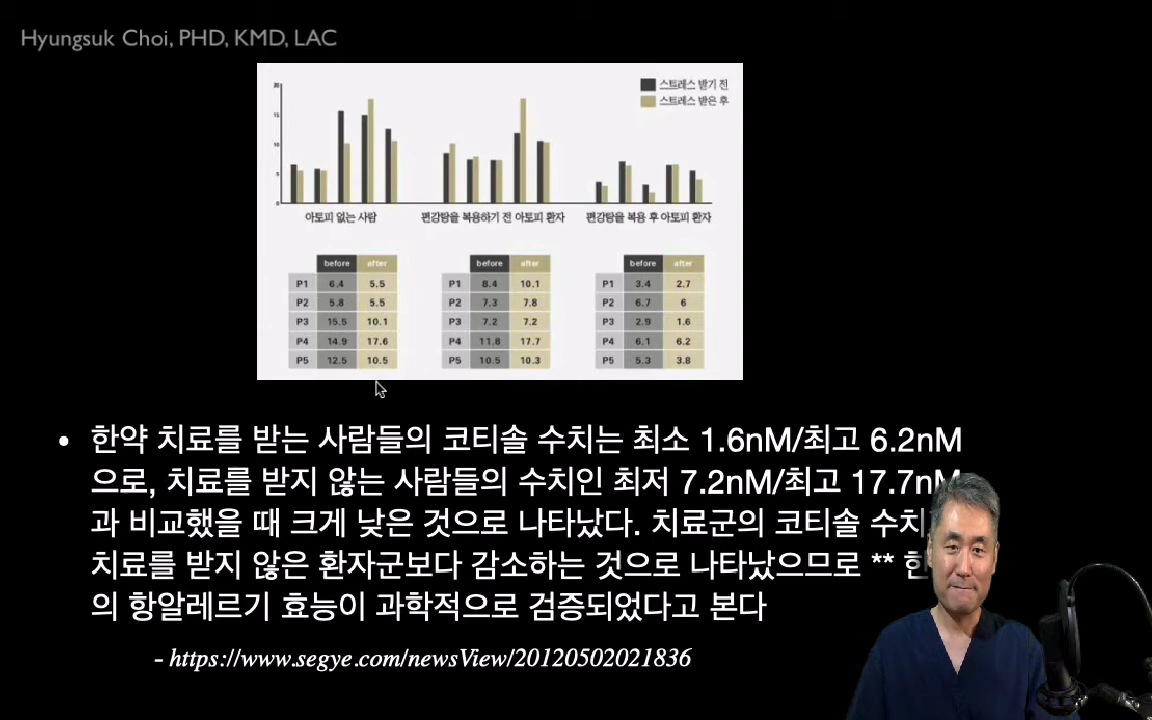 Hyungsuk Choi, PHD, KMD, LAC
20
스트레스 받기 전
스트레스 받은 후
15
10
5
0
아토피 없는 사람
편강탕을 복용하기 전 아토피 환자
편강탕을 복용 후 아토피 환자
before after
P1 6.4 5.5
P2 5.8 5.5
P3 15.5 10.1
P4 14.9 17.6
P5 12.5 10.5
before after
P1 8.4 10.1
P2 7.3 7.8
P3 7.2 7.2
P4 11.8 17.7
P5 10.5 10.3
before after
P1 3.4 2.7
P2 6.7 6
P3 2.9 1.6
P4 6.1 6.2
P5 5.3 3.8
• 한약 치료를 받는 사람들의 코티솔 수치는 최소 1.6nM/최고 6.2nM
으로, 치료를 받지 않는 사람들의 수치인 최저 7.2nM/최고 17.7nM
과 비교했을 때 크게 낮은 것으로 나타났다. 치료군의 코티솔 수치
치료를 받지 않은 환자군보다 감소하는 것으로 나타났으므로 ** 한
의 항알레르기 효능이 과학적으로 검증되었다고 본다
- https://www.segye.com/newsView/20120502021836